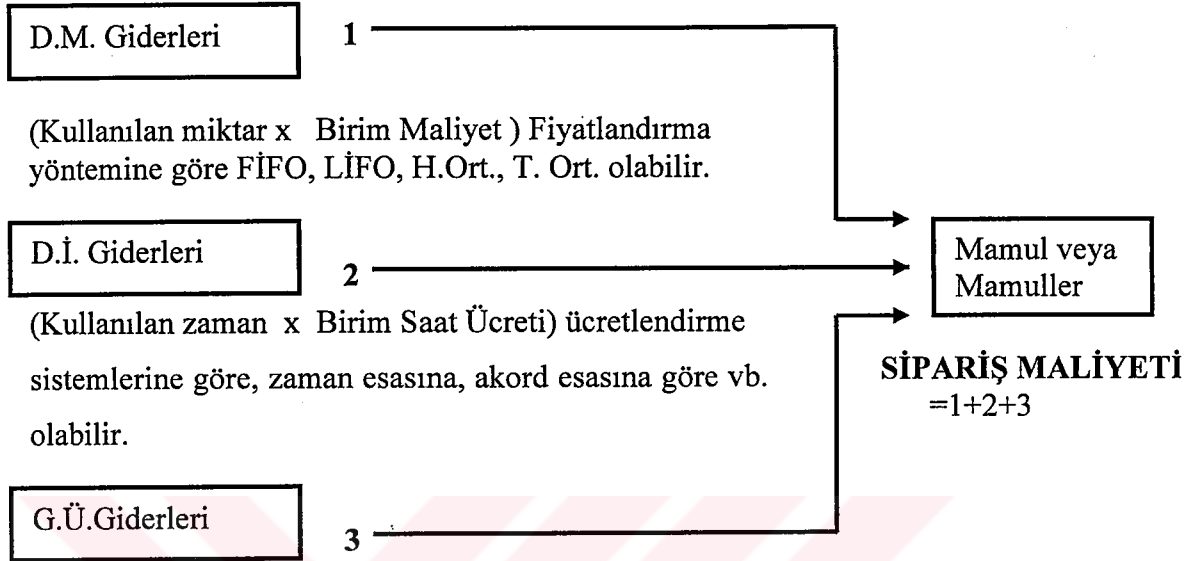 D.M. Giderleri 1
(Kullanılan miktar x Birim Maliyet ) Fiyatlandırma
yöntemine göre FİFO, LİFO, H.Ort., T. Ort. olabilir.
D.İ. Giderleri 2
(Kullanılan zaman x Birim Saat Ücreti) ücretlendirme
sistemlerine göre, zaman esasına, akord esasına göre vb.
olabilir.
G.Ü.Giderleri 3
Mamul veya
Mamuller
SİPARİŞ MALİYETİ
=1+2+3